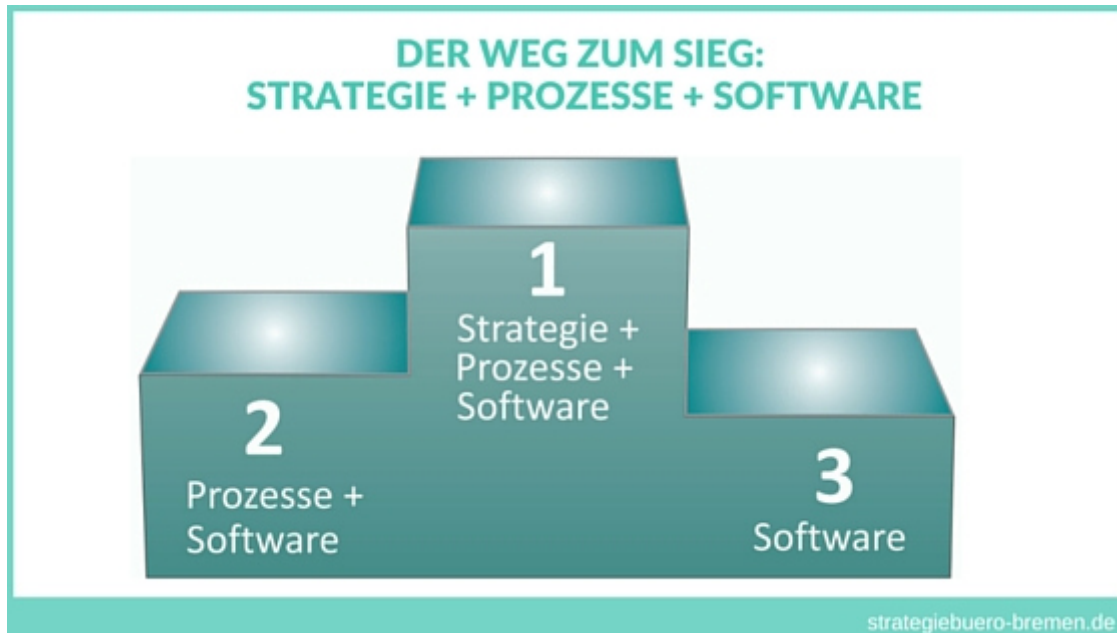 DER WEG ZUM SIEG:
STRATEGIE + PROZESSE + SOFTWARE
1
Strategie +
Prozesse +
Software
2
Prozesse +
Software
3
Software
strategiebuero-bremen.de